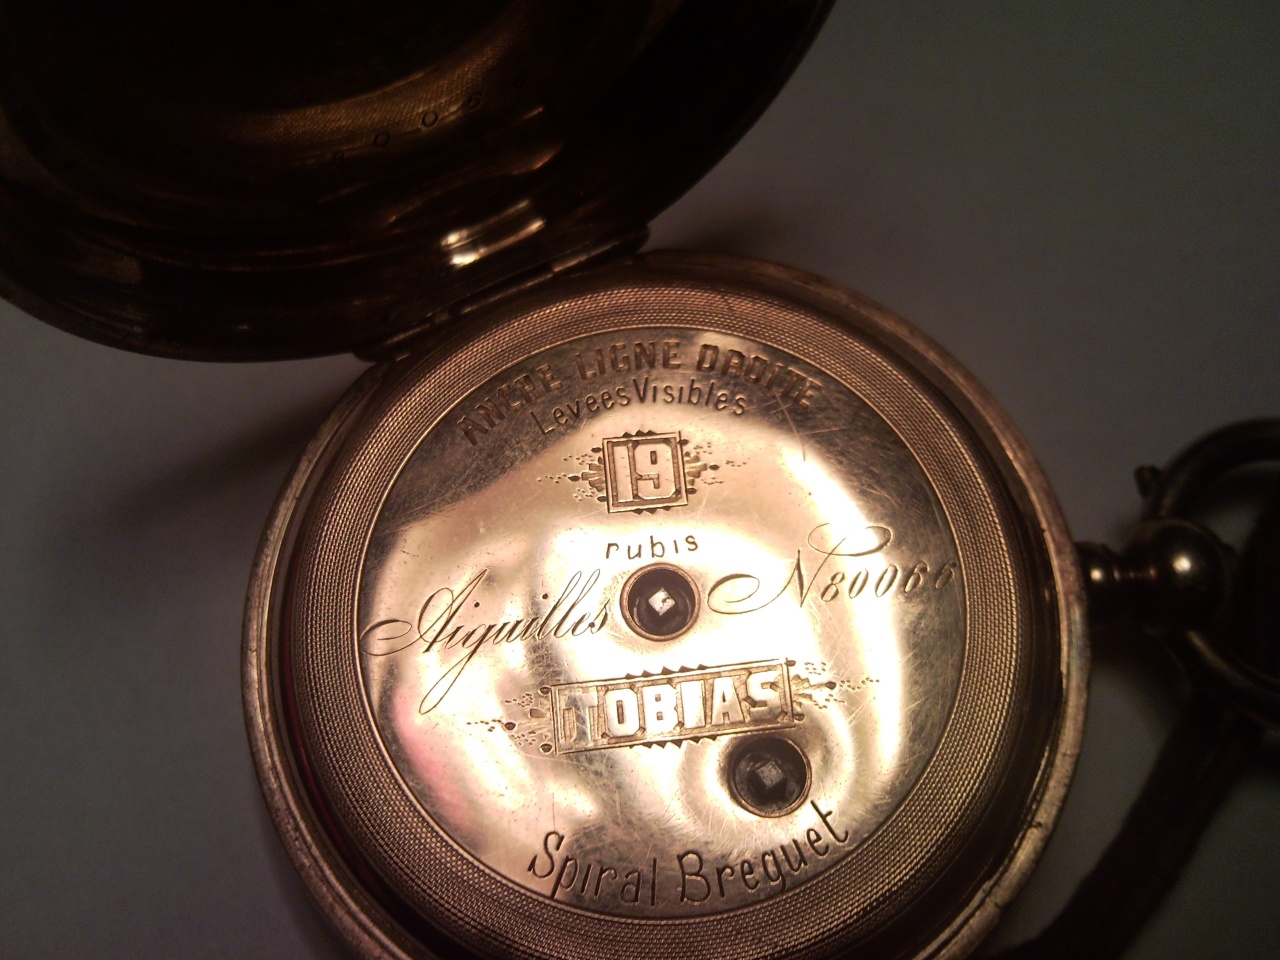 ANCRE LIGNE DROITE
Levees Visibles
19
rubis
Aiguilles N 80066
TOBIAS
Spiral Breguet